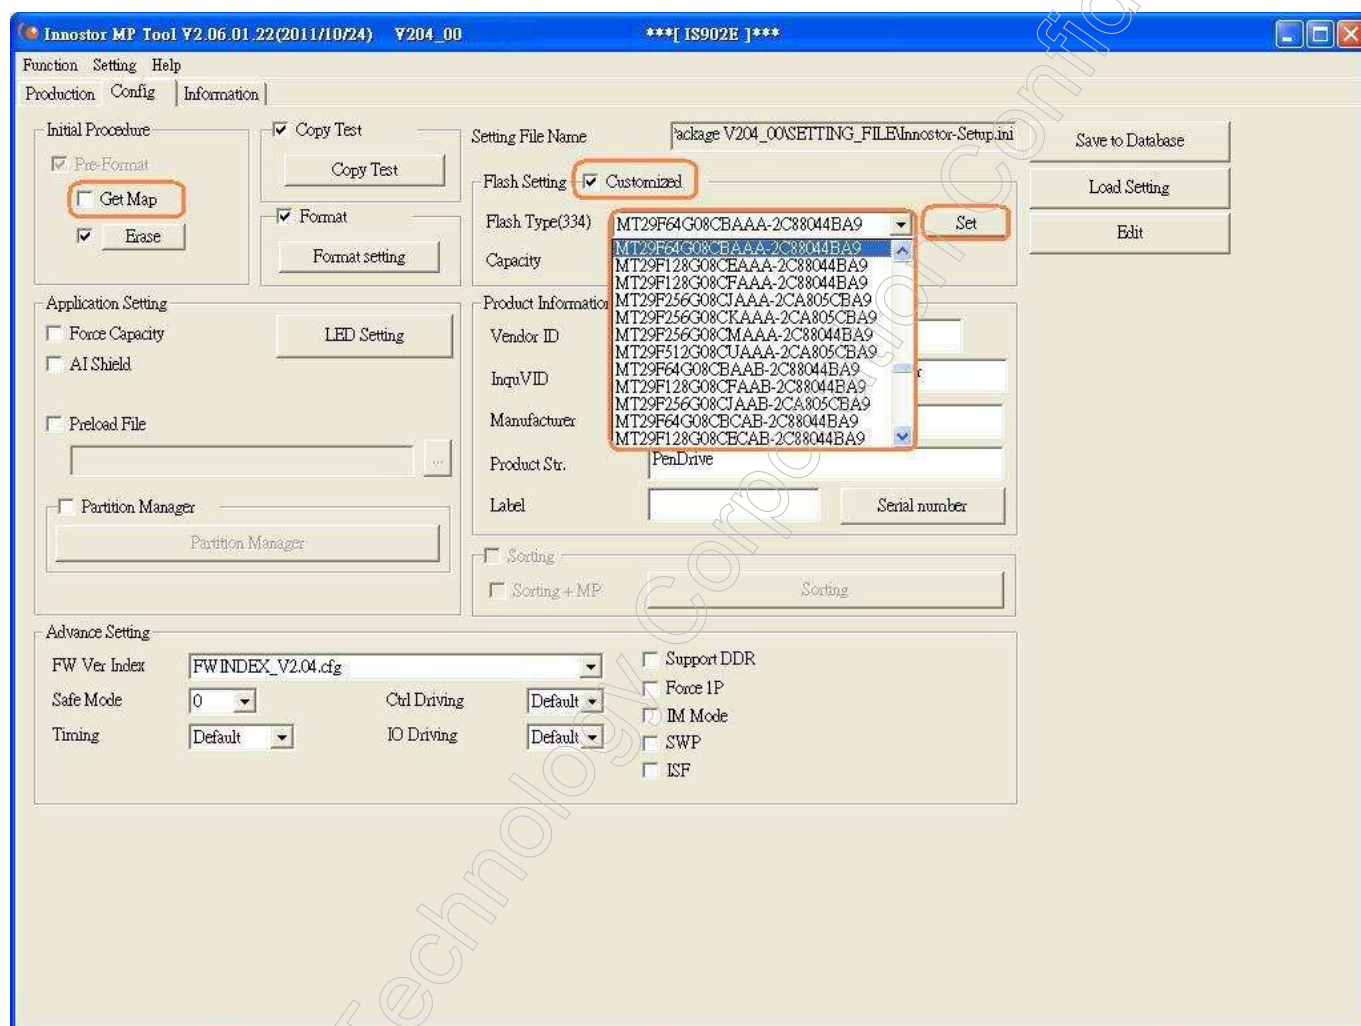 Innostor MP Tool V2.06.01.22(2011/10/24) V204_00 ***[ IS902E ]***
Function Setting Help
Production Config Information
Initial Procedure
Pre-Format
Get Map
Erase
Copy Test
Copy Test
Format
Format setting
Setting File Name
Package V204_00\SETTING_FILE\Innostor-Setup.ini
Save to Database
Load Setting
Edit
Flash Setting Customized
Flash Type(334) MT29F64G08CBAAA-2C88044BA9 Set
Capacity
MT29F64G08CBAAA-2C88044BA9
MT29F128G08CEAAA-2C88044BA9
MT29F128G08CFAAA-2C88044BA9
MT29F256G08CJAAA-2CA805CBA9
MT29F256G08CKAAA-2CA805CBA9
MT29F256G08CMAAA-2C88044BA9
MT29F512G08CUAAA-2CA805CBA9
MT29F64G08CBAAB-2C88044BA9
MT29F128G08CFAAB-2C88044BA9
MT29F256G08CJAAB-2CA805CBA9
MT29F64G08CBCAB-2C88044BA9
MT29F128G08CECAB-2C88044BA9
Application Setting
Force Capacity
LED Setting
AI Shield
Preload File
...
Partition Manager
Partition Manager
Product Information
Vendor ID
InquVID r
Manufacturer
Product Str. PenDrive
Label
Serial number
Sorting
Sorting + MP
Sorting
Advance Setting
FW Ver Index FWINDEX_V2.04.cfg
Safe Mode 0
Ctrl Driving Default
Timing Default
IO Driving Default
Support DDR
Force 1P
IM Mode
SWP
ISF
Technology Corporation Confid